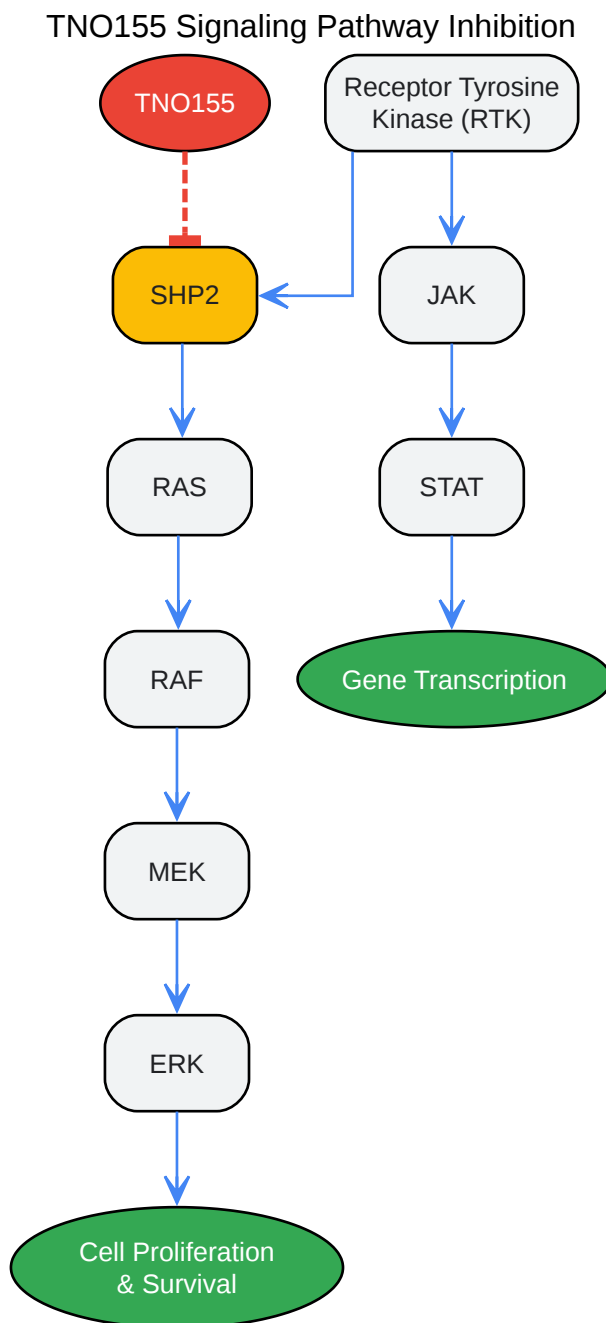 TNO155 Signaling Pathway Inhibition
TNO155
Receptor Tyrosine
Kinase (RTK)
SHP2
JAK
RAS
STAT
RAF
Gene Transcription
MEK
ERK
Cell Proliferation
& Survival